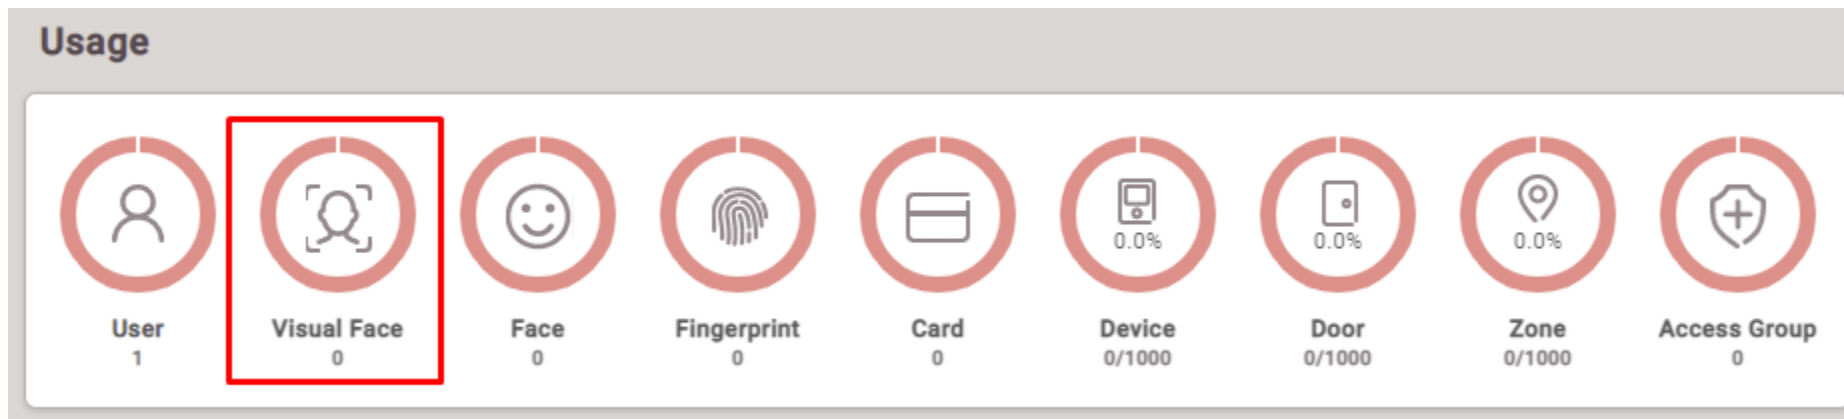 Usage
0.0% 0.0% 0.0%
User Visual Face Face Fingerprint Card Device Door Zone Access Group
1 0 0 0 0 0/1000 0/1000 0/1000 0